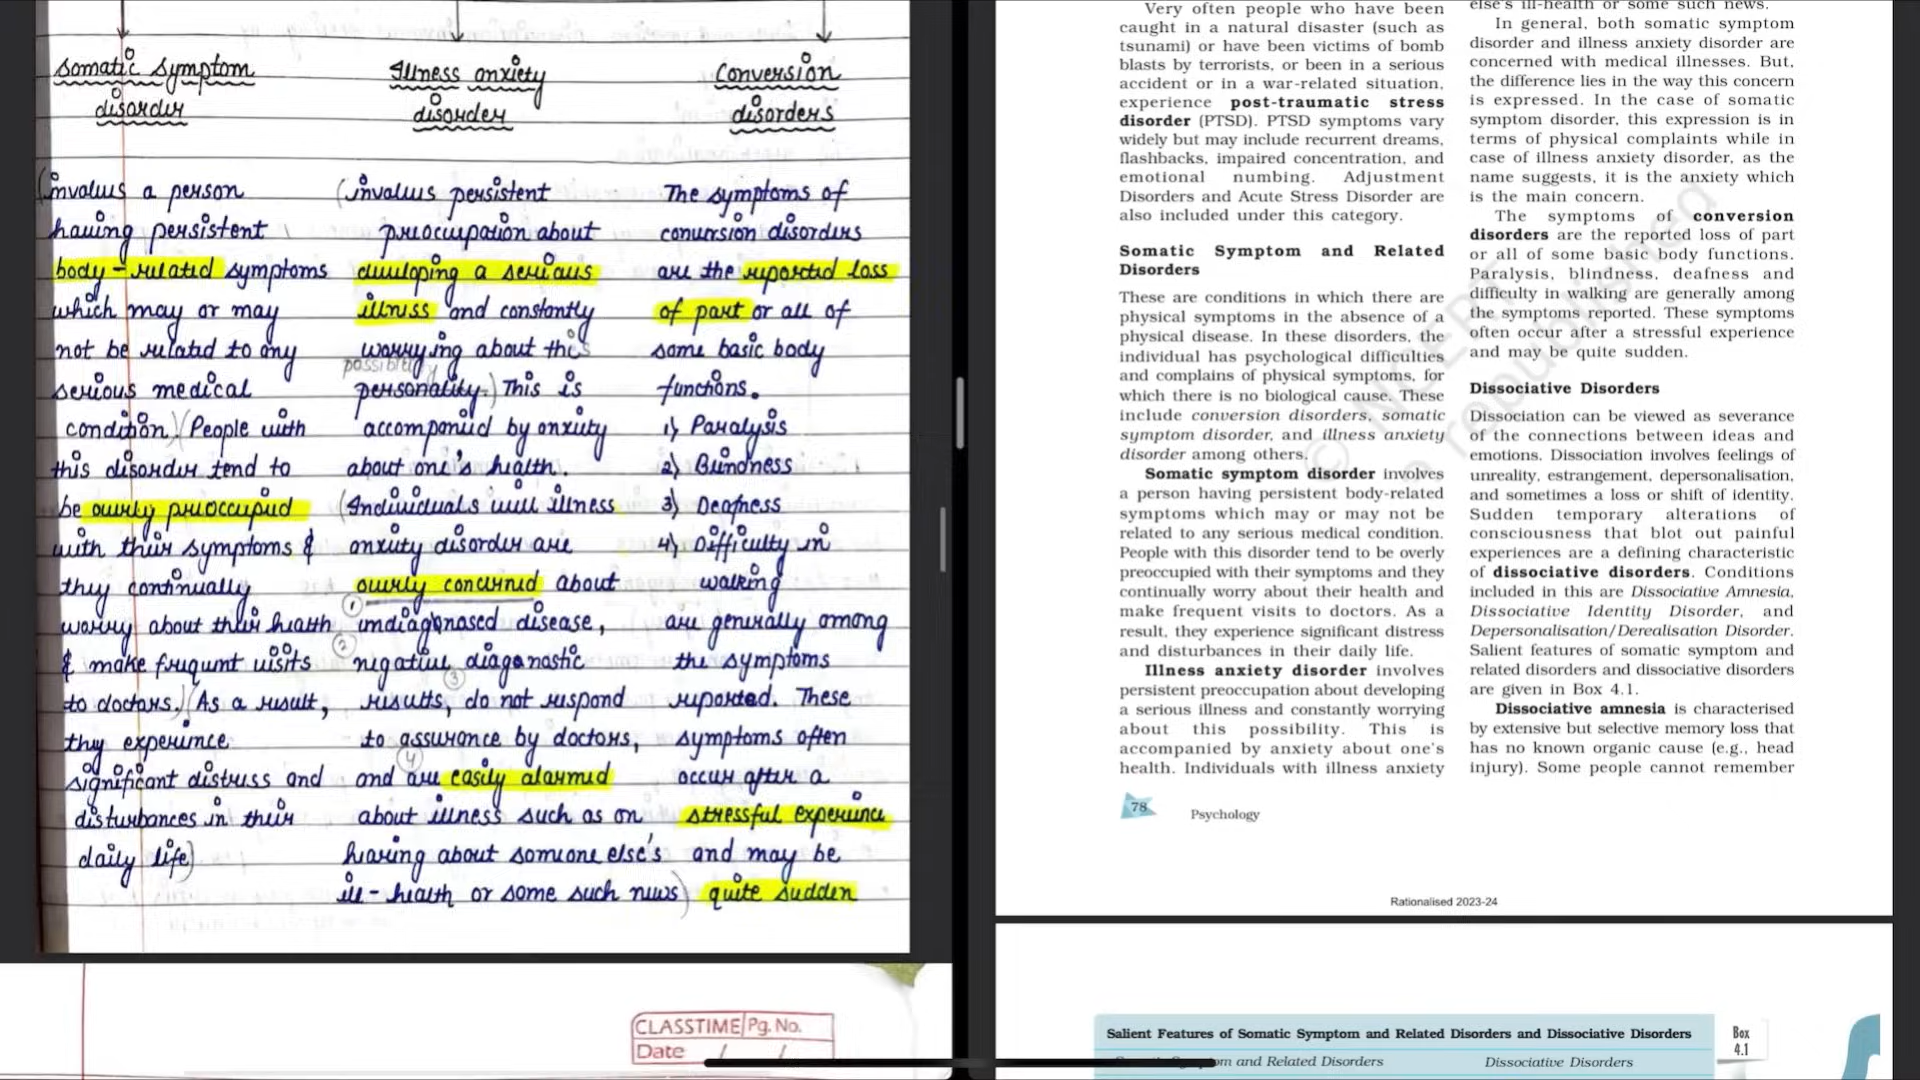 Somatic Symptom
disorder
involves a person
having persistent
body-related symptoms
which may or may
not be related to any
serious medical
condition) (People with
this disorder tend to
be overly preoccupied
with their symptoms &
they continually
worry about their health
& make frequent visits
to doctors.) (As a result,
they experience
significant distress and
disturbances in their
daily life)
Illness anxiety
disorder
(involves persistent
preoccupation about
developing a serious
illness and constantly
worrying about this
possibility
personality.) This is
accompanied by anxiety
about one's health.
(Individuals will illness
anxiety disorder are
overly concerned about
① undiagnosed disease,
② negative diagonastic
③
results, do not respond
to assurance by doctors,
④
and are easily alarmed
about illness such as on
hearing about someone else's
ill-health or some such news)
Conversion
disorders
The symptoms of
conversion disorders
are the reported loss
of part or all of
some basic body
functions.
1) Paralysis
2) Blindness
3) Deafness
4) Difficulty in
walking
are generally among
the symptoms
reported. These
symptoms often
occur after a
stressful experience
and may be
quite sudden
CLASSTIME Pg. No.
Date / /
Very often people who have been
caught in a natural disaster (such as
tsunami) or have been victims of bomb
blasts by terrorists, or been in a serious
accident or in a war-related situation,
experience post-traumatic stress
disorder (PTSD). PTSD symptoms vary
widely but may include recurrent dreams,
flashbacks, impaired concentration, and
emotional numbing. Adjustment
Disorders and Acute Stress Disorder are
also included under this category.
Somatic Symptom and Related
Disorders
These are conditions in which there are
physical symptoms in the absence of a
physical disease. In these disorders, the
individual has psychological difficulties
and complains of physical symptoms, for
which there is no biological cause. These
include conversion disorders, somatic
symptom disorder, and illness anxiety
disorder among others.
Somatic symptom disorder involves
a person having persistent body-related
symptoms which may or may not be
related to any serious medical condition.
People with this disorder tend to be overly
preoccupied with their symptoms and they
continually worry about their health and
make frequent visits to doctors. As a
result, they experience significant distress
and disturbances in their daily life.
Illness anxiety disorder involves
persistent preoccupation about developing
a serious illness and constantly worrying
about this possibility. This is
accompanied by anxiety about one's
health. Individuals with illness anxiety
else's ill-health or some such news.
In general, both somatic symptom
disorder and illness anxiety disorder are
concerned with medical illnesses. But,
the difference lies in the way this concern
is expressed. In the case of somatic
symptom disorder, this expression is in
terms of physical complaints while in
case of illness anxiety disorder, as the
name suggests, it is the anxiety which
is the main concern.
The symptoms of conversion
disorders are the reported loss of part
or all of some basic body functions.
Paralysis, blindness, deafness and
difficulty in walking are generally among
the symptoms reported. These symptoms
often occur after a stressful experience
and may be quite sudden.
Dissociative Disorders
Dissociation can be viewed as severance
of the connections between ideas and
emotions. Dissociation involves feelings of
unreality, estrangement, depersonalisation,
and sometimes a loss or shift of identity.
Sudden temporary alterations of
consciousness that blot out painful
experiences are a defining characteristic
of dissociative disorders. Conditions
included in this are Dissociative Amnesia,
Dissociative Identity Disorder, and
Depersonalisation/Derealisation Disorder.
Salient features of somatic symptom and
related disorders and dissociative disorders
are given in Box 4.1.
Dissociative amnesia is characterised
by extensive but selective memory loss that
has no known organic cause (e.g., head
injury). Some people cannot remember
© NCERT
republished
78
Psychology
Rationalised 2023-24
Salient Features of Somatic Symptom and Related Disorders and Dissociative Disorders
Box
4.1
and Related Disorders
Dissociative Disorders